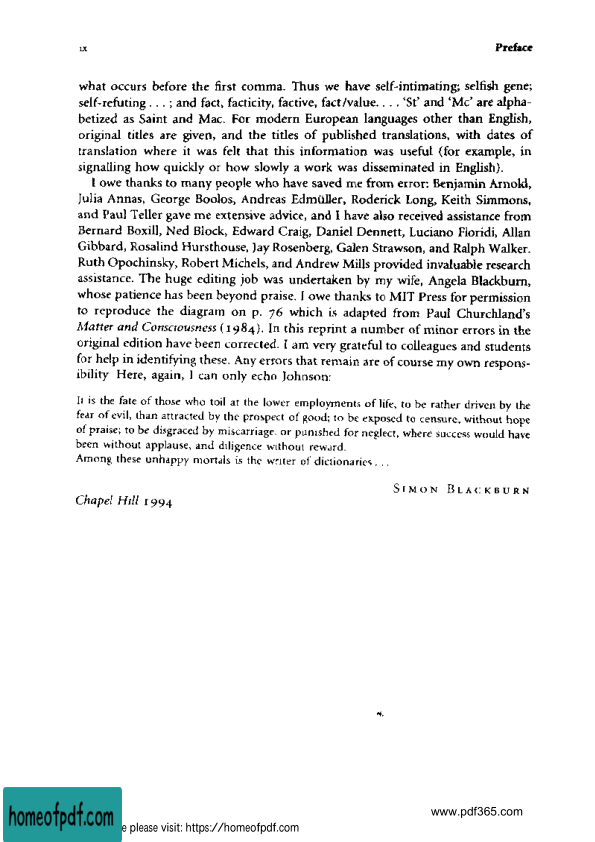 ix Preface
what occurs before the first comma. Thus we have self-intimating; selfish gene;
self-refuting . . . ; and fact, facticity, factive, fact/value. . . . ‘St’ and ‘Mc’ are alpha-
betized as Saint and Mac. For modern European languages other than English,
original titles are given, and the titles of published translations, with dates of
translation where it was felt that this information was useful (for example, in
signalling how quickly or how slowly a work was disseminated in English).
I owe thanks to many people who have saved me from error: Benjamin Arnold,
Julia Annas, George Boolos, Andreas Edmüller, Roderick Long, Keith Simmons,
and Paul Teller gave me extensive advice, and I have also received assistance from
Bernard Boxill, Ned Block, Edward Craig, Daniel Dennett, Luciano Floridi, Allan
Gibbard, Rosalind Hursthouse, Jay Rosenberg, Galen Strawson, and Ralph Walker.
Ruth Opochinsky, Robert Michels, and Andrew Mills provided invaluable research
assistance. The huge editing job was undertaken by my wife, Angela Blackburn,
whose patience has been beyond praise. I owe thanks to MIT Press for permission
to reproduce the diagram on p. 76 which is adapted from Paul Churchland’s
Matter and Consciousness (1984). In this reprint a number of minor errors in the
original edition have been corrected. I am very grateful to colleagues and students
for help in identifying these. Any errors that remain are of course my own respons-
ibility Here, again, I can only echo Johnson:
It is the fate of those who toil at the lower employments of life, to be rather driven by the
fear of evil, than attracted by the prospect of good; to be exposed to censure, without hope
of praise; to be disgraced by miscarriage, or punished for neglect, where success would have
been without applause, and diligence without reward.
Among these unhappy mortals is the writer of dictionaries . . .
SIMON BLACKBURN
Chapel Hill 1994
www.pdf365.com
homeofpdf.com
e please visit: https://homeofpdf.com